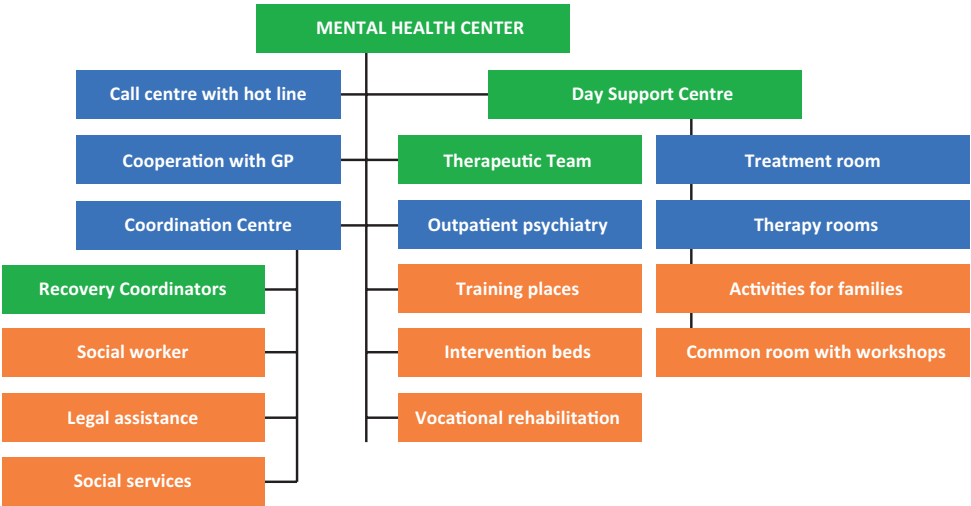 MENTAL HEALTH CENTER
Call centre with hot line
Day Support Centre
Cooperation with GP
Therapeutic Team
Treatment room
Coordination Centre
Outpatient psychiatry
Therapy rooms
Recovery Coordinators
Training places
Activities for families
Social worker
Intervention beds
Common room with workshops
Legal assistance
Vocational rehabilitation
Social services